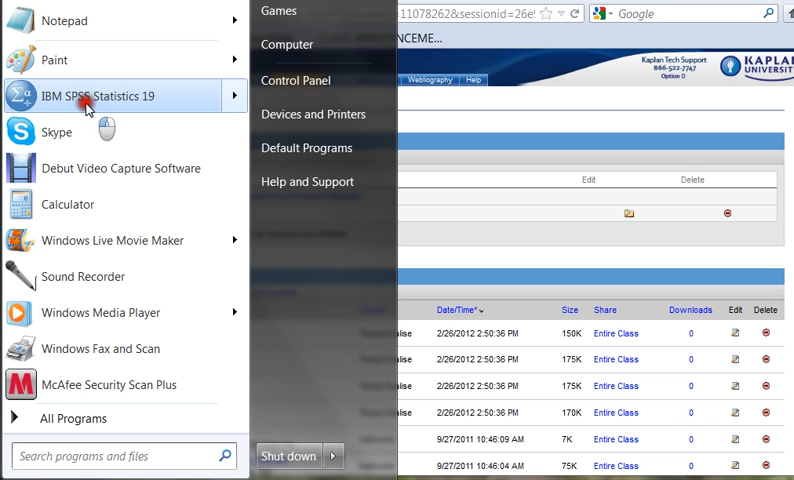 Notepad
Paint
IBM SPSS Statistics 19
Skype
Debut Video Capture Software
Calculator
Windows Live Movie Maker
Sound Recorder
Windows Media Player
Windows Fax and Scan
McAfee Security Scan Plus
All Programs
Search programs and files
Games
Computer
Control Panel
Devices and Printers
Default Programs
Help and Support
Shut down
Google
NCEME...
Kaplan Tech Support
866-522-7747
Option 0
KAPLAN
UNIVERSITY
Webliography Help
Edit Delete
Date/Time* Size Share Downloads Edit Delete
2/26/2012 2:50:36 PM 150K Entire Class 0
2/26/2012 2:50:36 PM 175K Entire Class 0
2/26/2012 2:50:36 PM 175K Entire Class 0
2/26/2012 2:50:36 PM 170K Entire Class 0
9/27/2011 10:46:09 AM 7K Entire Class 0
9/27/2011 10:46:04 AM 75K Entire Class 0